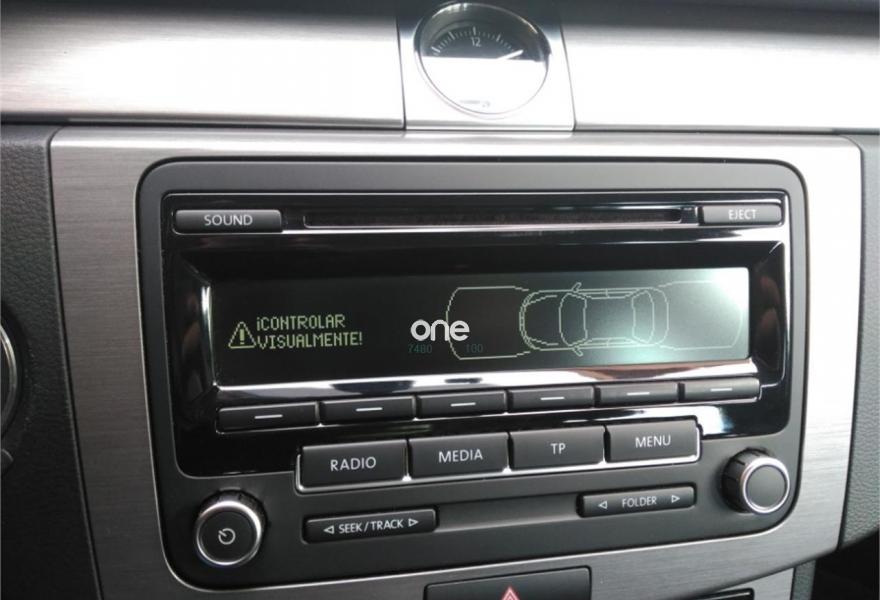 12
SOUND
EJECT
¡CONTROLAR
VISUALMENTE!
one
7480 100
RADIO
MEDIA
TP
MENU
SEEK/TRACK
FOLDER